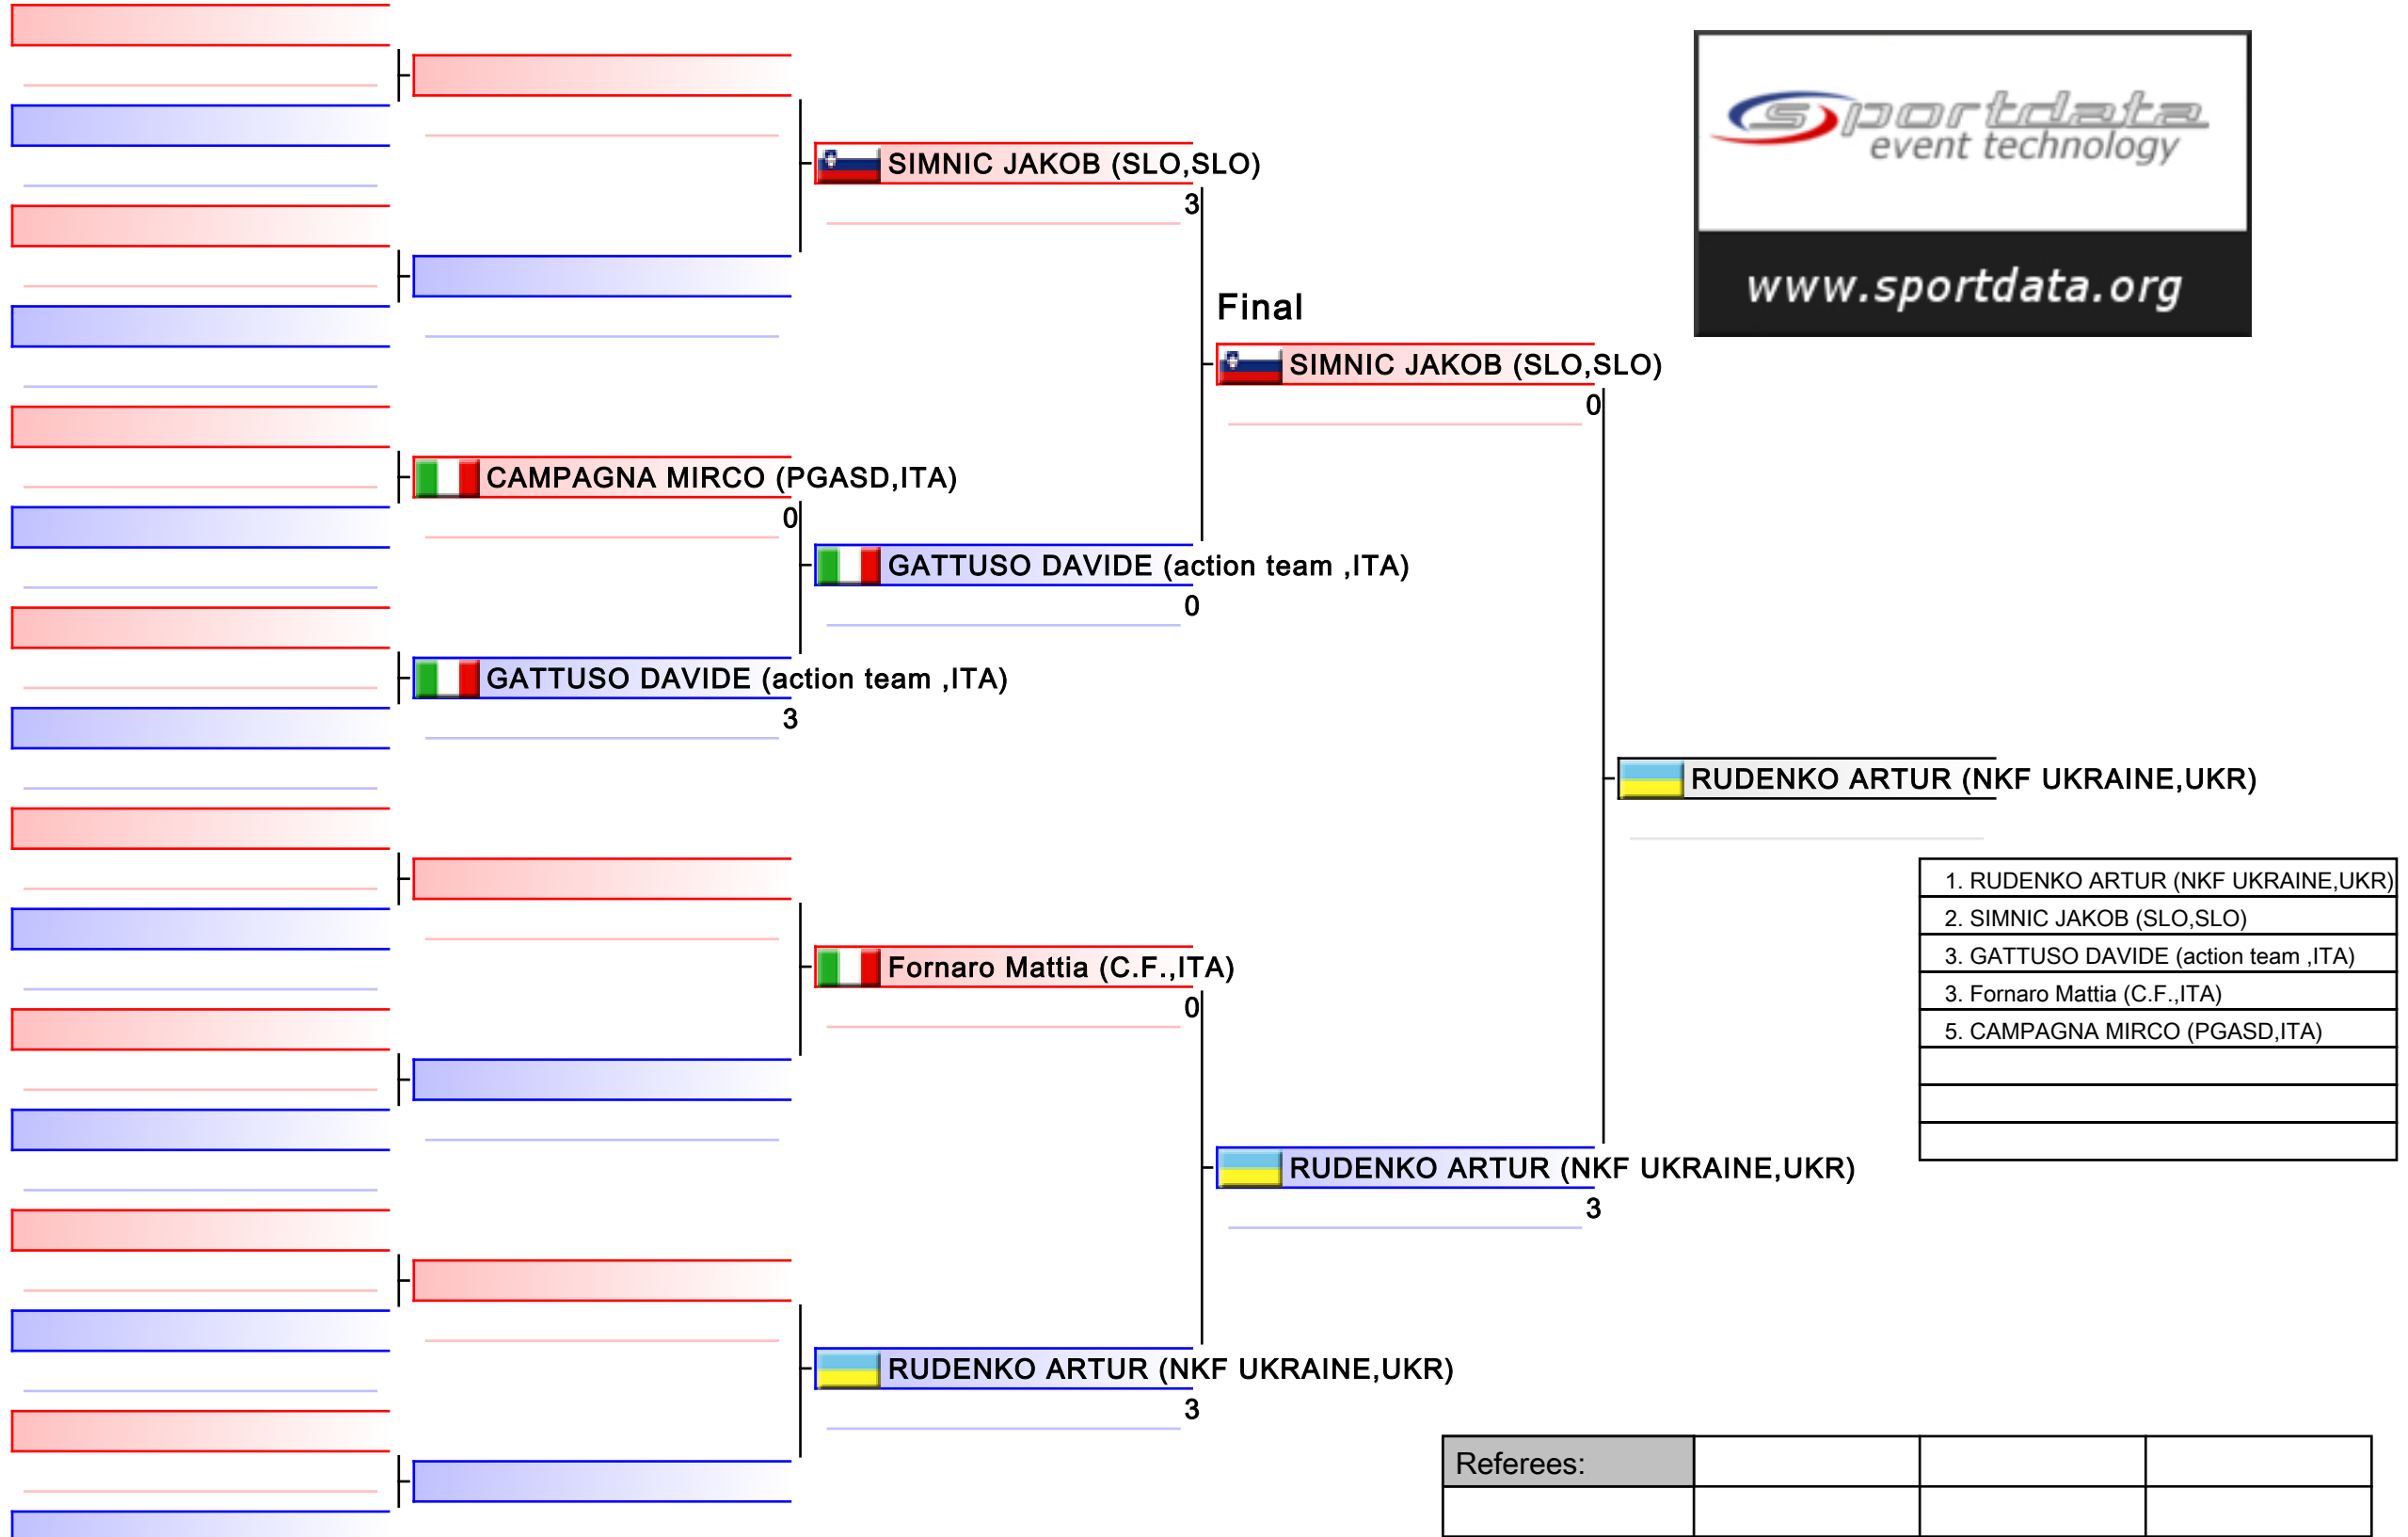 sportdata
event technology
www.sportdata.org
SIMNIC JAKOB (SLO,SLO)
3
Final
SIMNIC JAKOB (SLO,SLO)
0
CAMPAGNA MIRCO (PGASD,ITA)
0
GATTUSO DAVIDE (action team ,ITA)
0
GATTUSO DAVIDE (action team ,ITA)
3
RUDENKO ARTUR (NKF UKRAINE,UKR)
1. RUDENKO ARTUR (NKF UKRAINE,UKR)
2. SIMNIC JAKOB (SLO,SLO)
3. GATTUSO DAVIDE (action team ,ITA)
3. Fornaro Mattia (C.F.,ITA)
5. CAMPAGNA MIRCO (PGASD,ITA)
Fornaro Mattia (C.F.,ITA)
0
RUDENKO ARTUR (NKF UKRAINE,UKR)
3
RUDENKO ARTUR (NKF UKRAINE,UKR)
3
Referees: